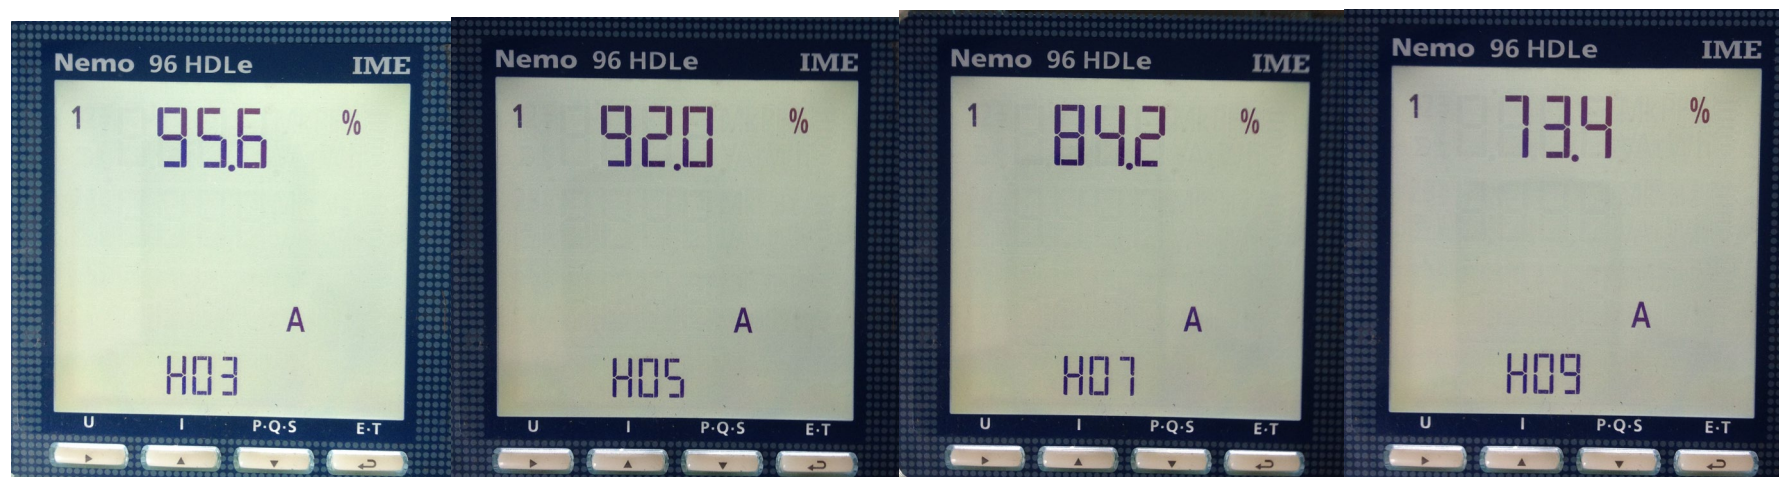 Nemo 96 HDLe IME
1 95.6 %
A
H03
U I P·Q·S E·T
Nemo 96 HDLe IME
1 92.0 %
A
H05
U I P·Q·S E·T
Nemo 96 HDLe IME
1 84.2 %
A
H07
U I P·Q·S E·T
Nemo 96 HDLe IME
1 73.4 %
A
H09
U I P·Q·S E·T